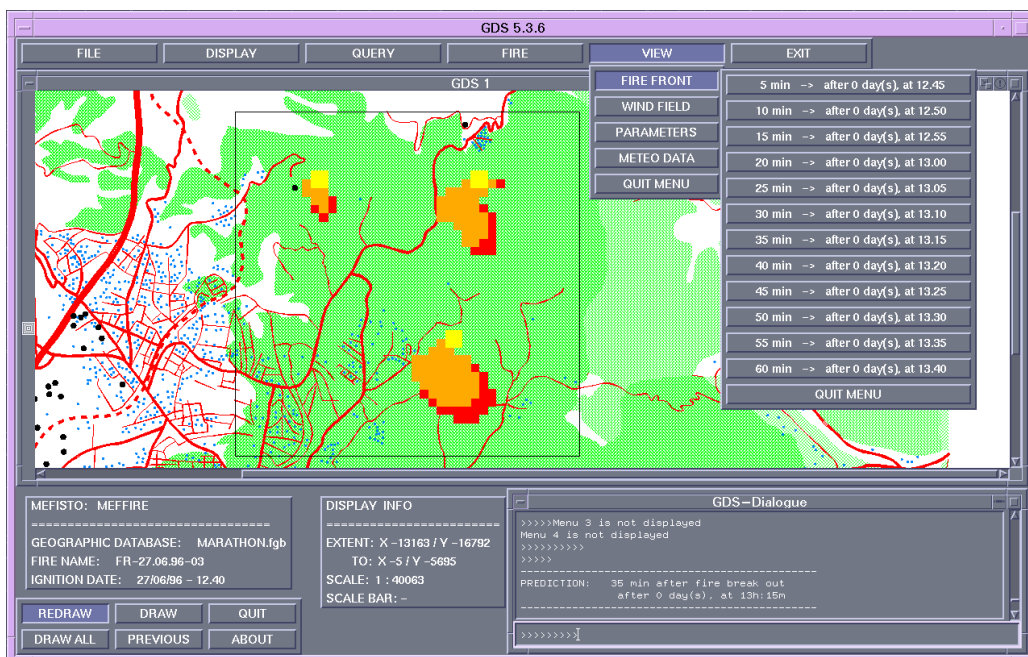 GDS 5.3.6
FILE DISPLAY QUERY FIRE VIEW EXIT
GDS 1
FIRE FRONT
WIND FIELD
PARAMETERS
METEO DATA
QUIT MENU
5 min -> after 0 day(s), at 12.45
10 min -> after 0 day(s), at 12.50
15 min -> after 0 day(s), at 12.55
20 min -> after 0 day(s), at 13.00
25 min -> after 0 day(s), at 13.05
30 min -> after 0 day(s), at 13.10
35 min -> after 0 day(s), at 13.15
40 min -> after 0 day(s), at 13.20
45 min -> after 0 day(s), at 13.25
50 min -> after 0 day(s), at 13.30
55 min -> after 0 day(s), at 13.35
60 min -> after 0 day(s), at 13.40
QUIT MENU
MEFISTO: MEFFIRE
================================
GEOGRAPHIC DATABASE: MARATHON.fgb
FIRE NAME: FR-27.06.96-03
IGNITION DATE: 27/06/96 - 12.40
REDRAW DRAW QUIT
DRAW ALL PREVIOUS ABOUT
DISPLAY INFO
------------------------
EXTENT: X -13163 / Y -16792
TO: X -5 / Y -5695
SCALE: 1 : 40063
SCALE BAR: -
GDS-Dialogue
>>>>>Menu 3 is not displayed
Menu 4 is not displayed
>>>>>>>>>>
>>>>>
--------------------------------------------------
PREDICTION: 35 min after fire break out
after 0 day(s), at 13h:15m
--------------------------------------------------
>>>>>>>>>